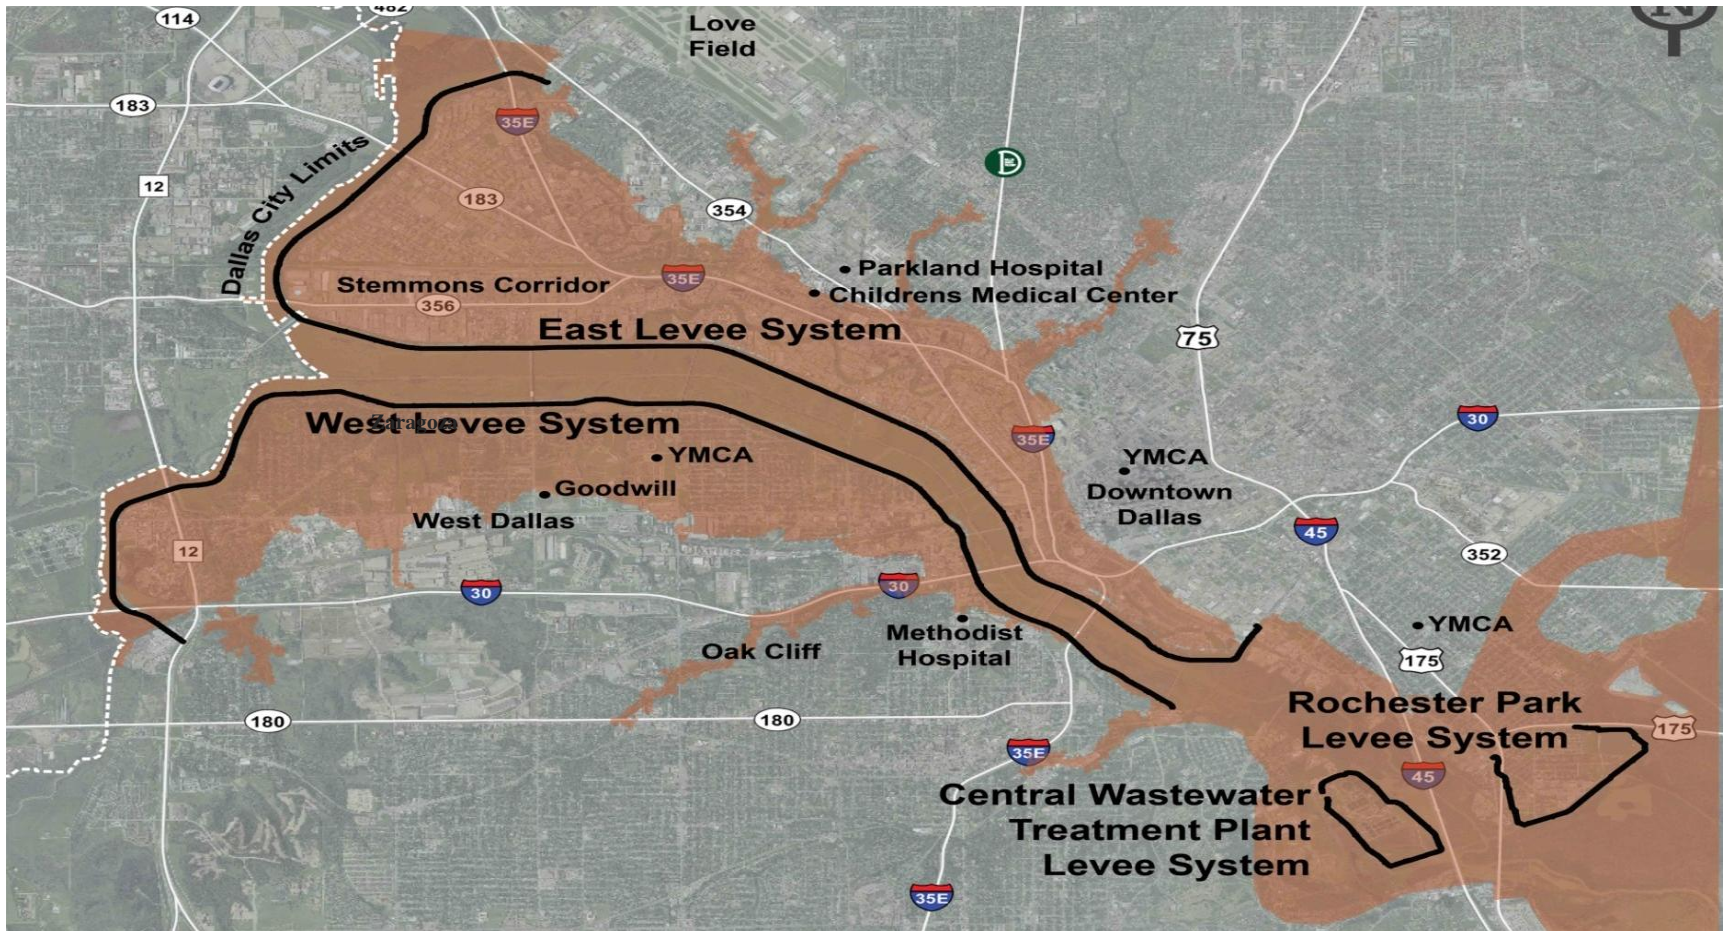 114
482
Love
Field
N
183
35E
Dallas City Limits
12
183
354
Parkland Hospital
Childrens Medical Center
35E
Stemmons Corridor
356
East Levee System
75
West Levee System
Zaragoza
35E
30
YMCA
YMCA
Goodwill
Downtown
Dallas
West Dallas
45
12
352
30
30
Methodist
Hospital
YMCA
Oak Cliff
175
180
180
Rochester Park
Levee System
175
35E
45
Central Wastewater
Treatment Plant
Levee System
35E